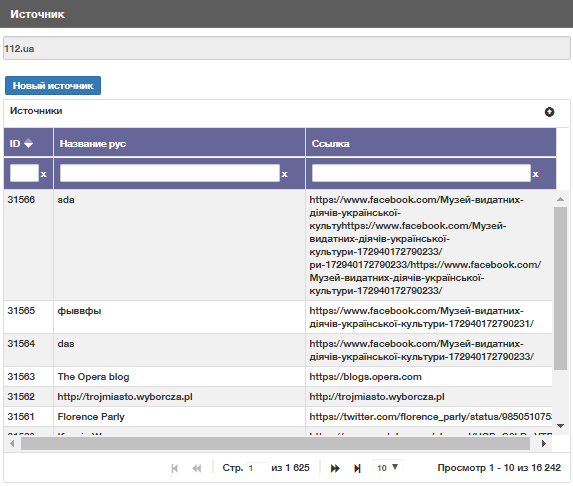 Источник
112.ua
Новый источник
Источники
ID Название рус Ссылка
x x x
31566 sda https://www.facebook.com/Музей-видатних-
діячів-української-
культуhttps://www.facebook.com/Музей-
видатних-діячів-української-
культури-172940172790233/
ри-172940172790233/https://www.facebook.com/
Музей-видатних-діячів-української-
культури-172940172790233/
31565 фыввфы https://www.facebook.com/Музей-видатних-
діячів-української-культури-172940172790231/
31564 das https://www.facebook.com/Музей-видатних-
діячів-української-культури-172940172790233/
31563 The Opera blog https://blogs.opera.com
31562 http://trojmiasto.wyborcza.pl http://trojmiasto.wyborcza.pl
31561 Florence Parly https://twitter.com/florence_parly/status/985051075
Стр. 1 из 1 625 10 Просмотр 1 - 10 из 16 242